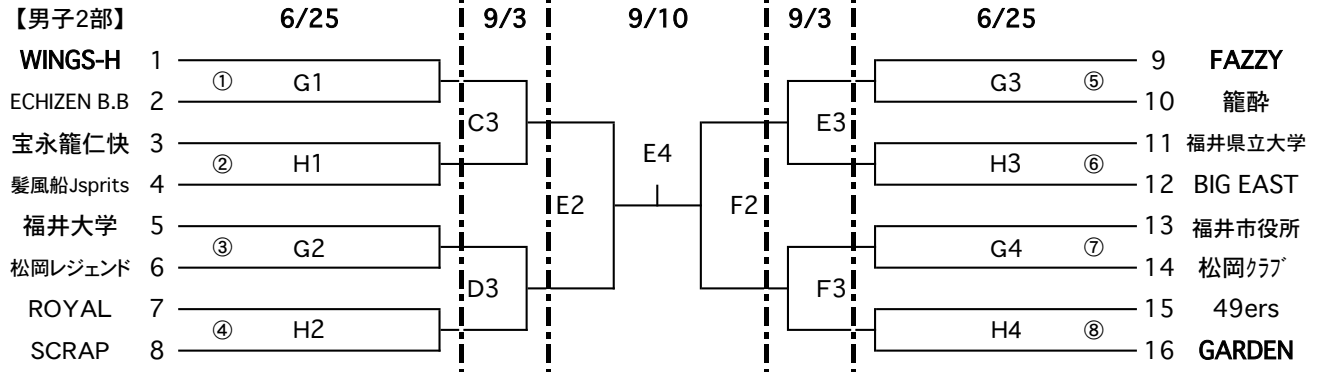 【男子2部】 6/25 9/3 9/10 9/3 6/25
WINGS-H 1 9 FAZZY
① G1 G3 ⑤
ECHIZEN B.B 2 10 籠酔
C3 E3
宝永籠仁快 3 11 福井県立大学
② H1 E4 H3 ⑥
髪風船Jsprits 4 12 BIG EAST
E2 F2
福井大学 5 13 福井市役所
③ G2 G4 ⑦
松岡レジェンド 6 14 松岡ｸﾗﾌﾞ
D3 F3
ROYAL 7 15 49ers
④ H2 H4 ⑧
SCRAP 8 16 GARDEN